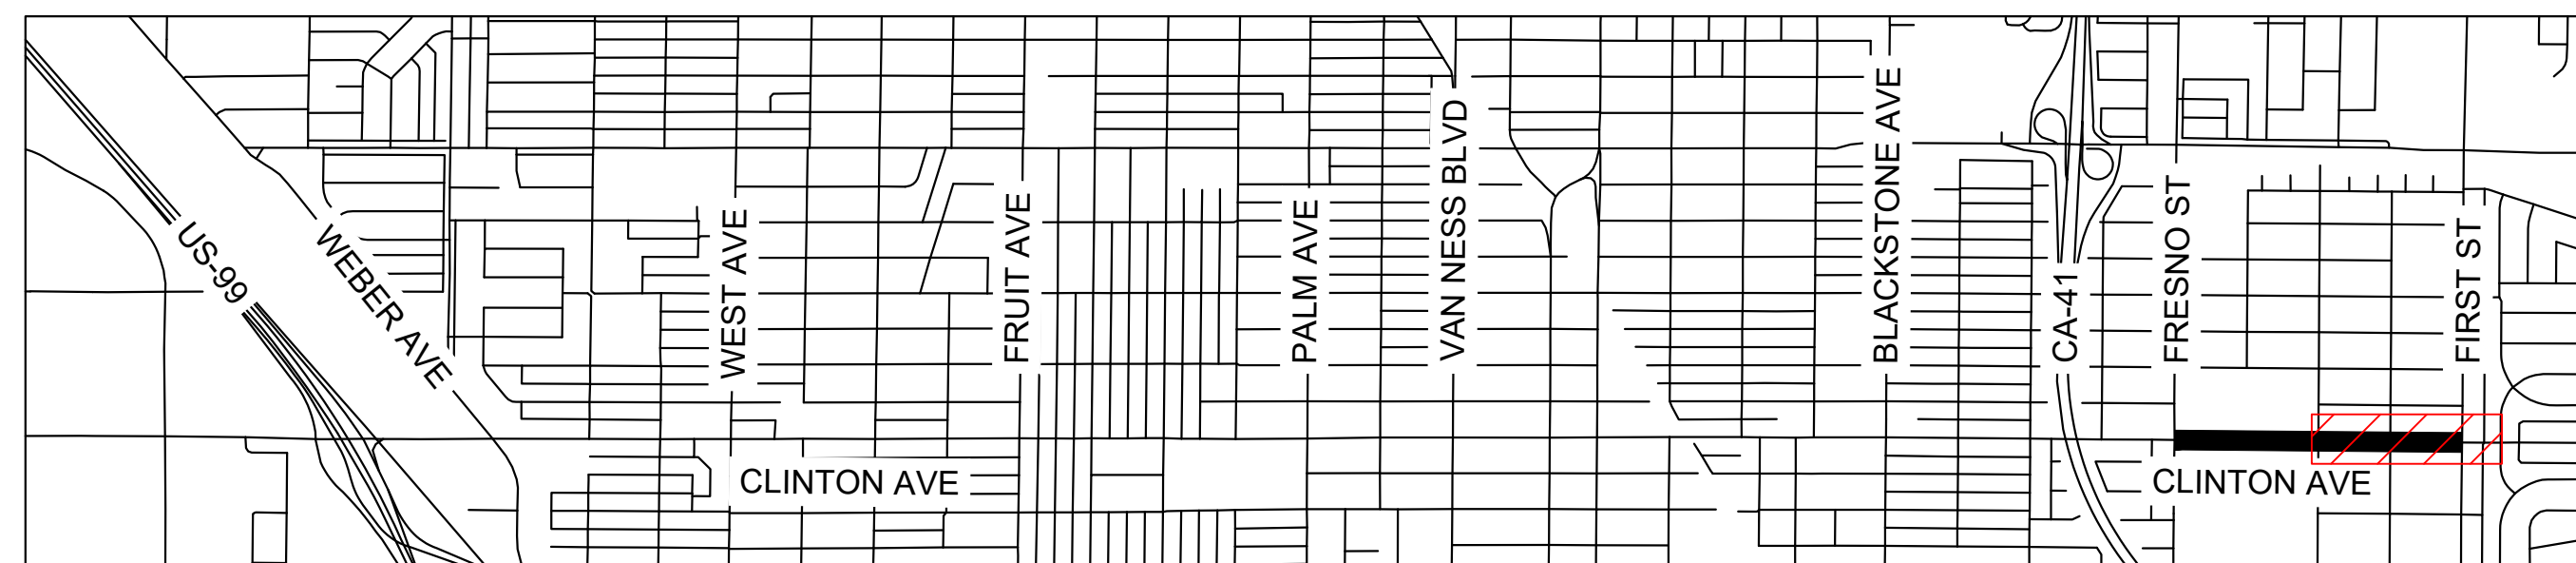 US-99
WEBER AVE
WEST AVE
FRUIT AVE
PALM AVE
VAN NESS BLVD
BLACKSTONE AVE
CA-41
FRESNO ST
FIRST ST
CLINTON AVE
CLINTON AVE